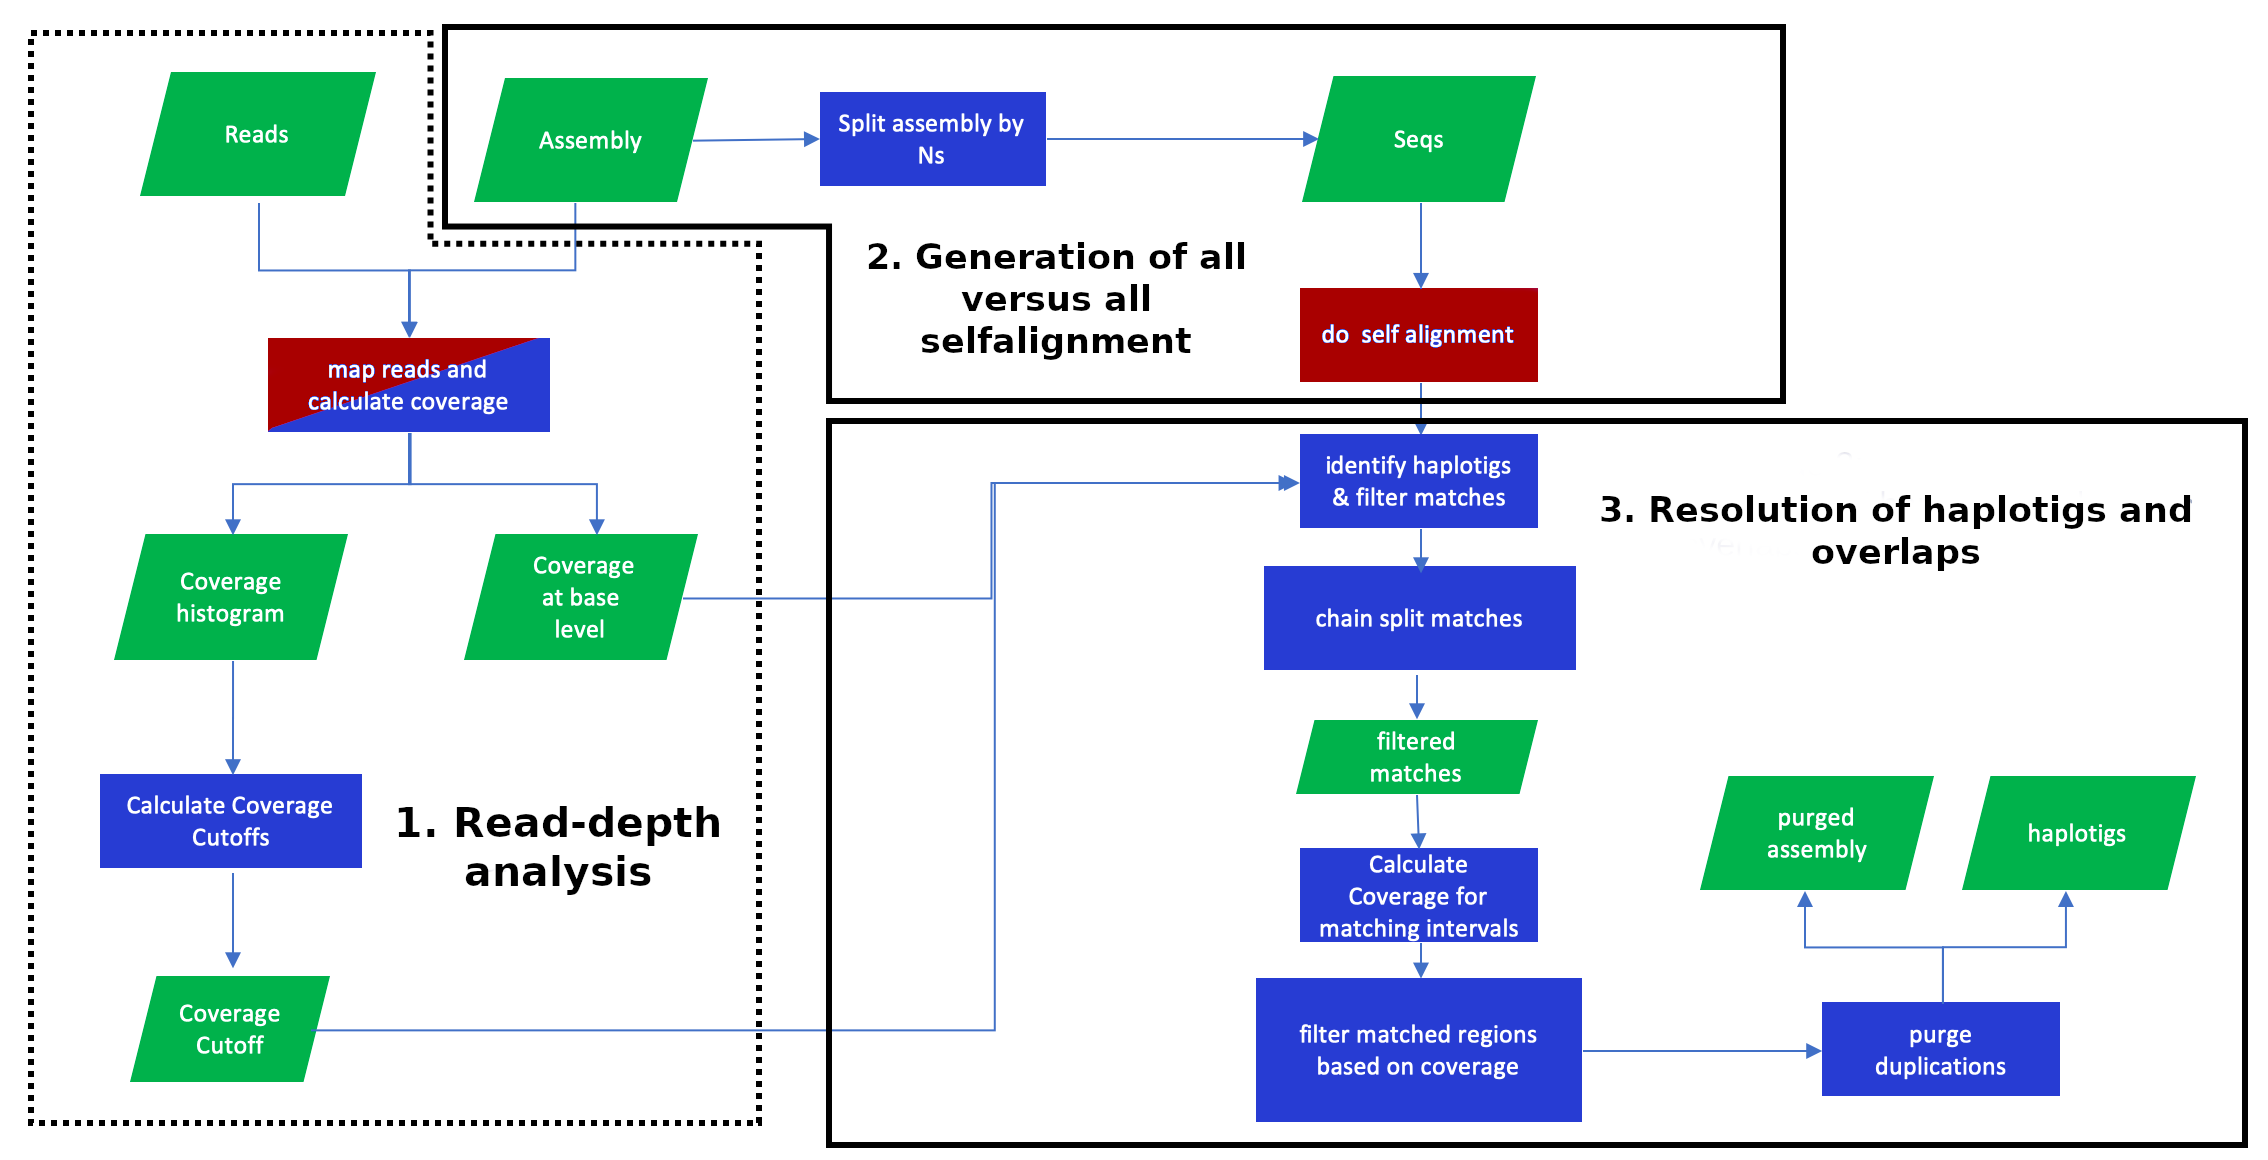 Reads
Assembly
Split assembly by
Ns
Seqs
2. Generation of all
versus all
selfalignment
do  self alignment
map reads and
calculate coverage
identify haplotigs
& filter matches
3. Resolution of haplotigs and
overlaps
Coverage
histogram
Coverage
at base
level
chain split matches
filtered
matches
Calculate Coverage
Cutoffs
1. Read-depth
analysis
Calculate
Coverage for
matching intervals
purged
assembly
haplotigs
Coverage
Cutoff
filter matched regions
based on coverage
purge
duplications